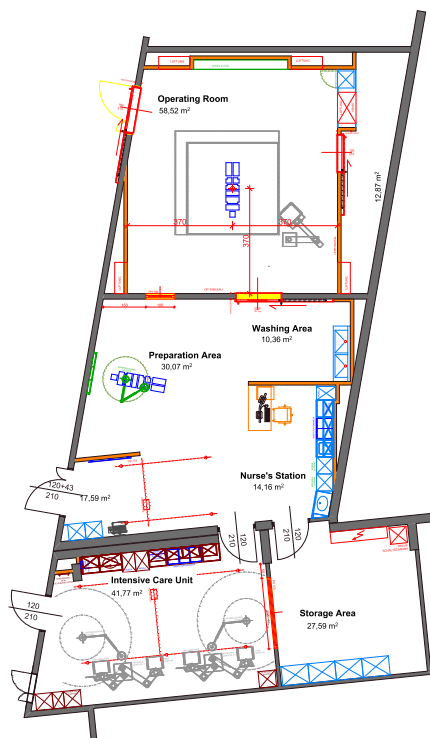 Operating Room
58,52 m²
12,87 m²
370
370
370
Washing Area
10,36 m²
Preparation Area
30,07 m²
Nurse's Station
14,16 m²
120+43
210
17,59 m²
120
210
120
210
Intensive Care Unit
41,77 m²
120
210
Storage Area
27,59 m²